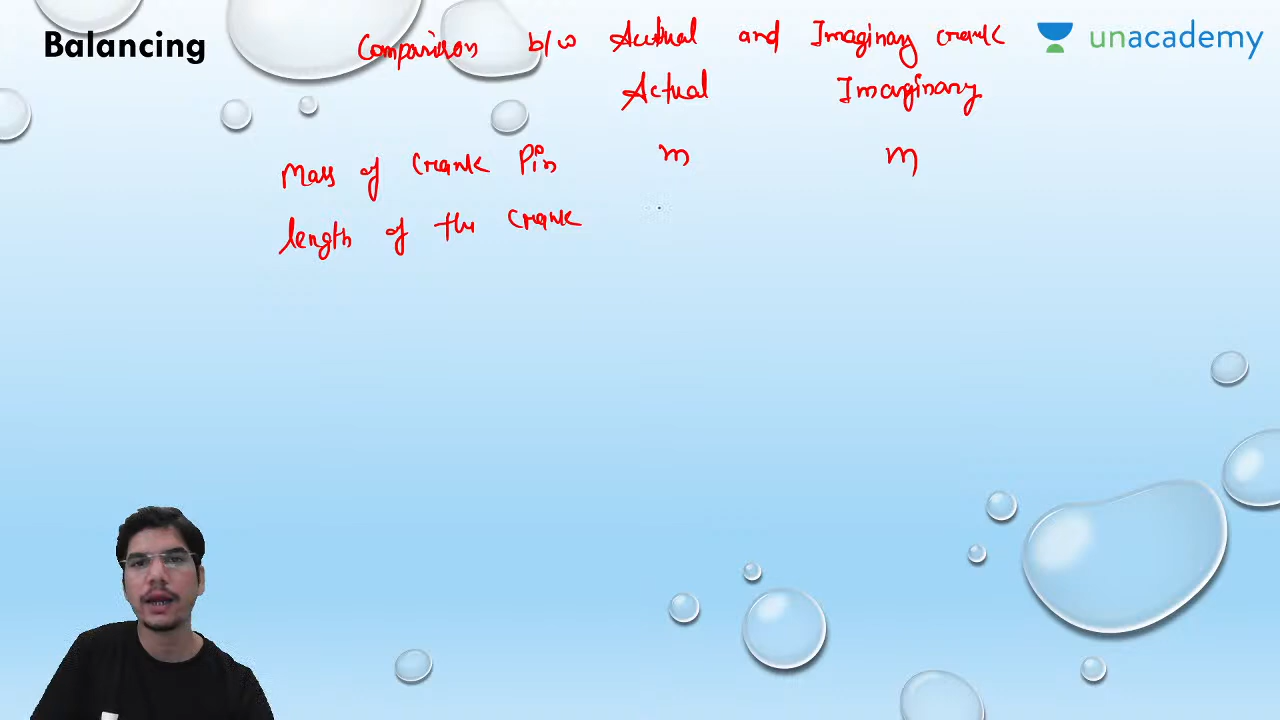 Balancing
Comparison b/w Actual and Imaginary crank
unacademy
Actual Imaginary
Mass of Crank Pin m m
length of the Crank